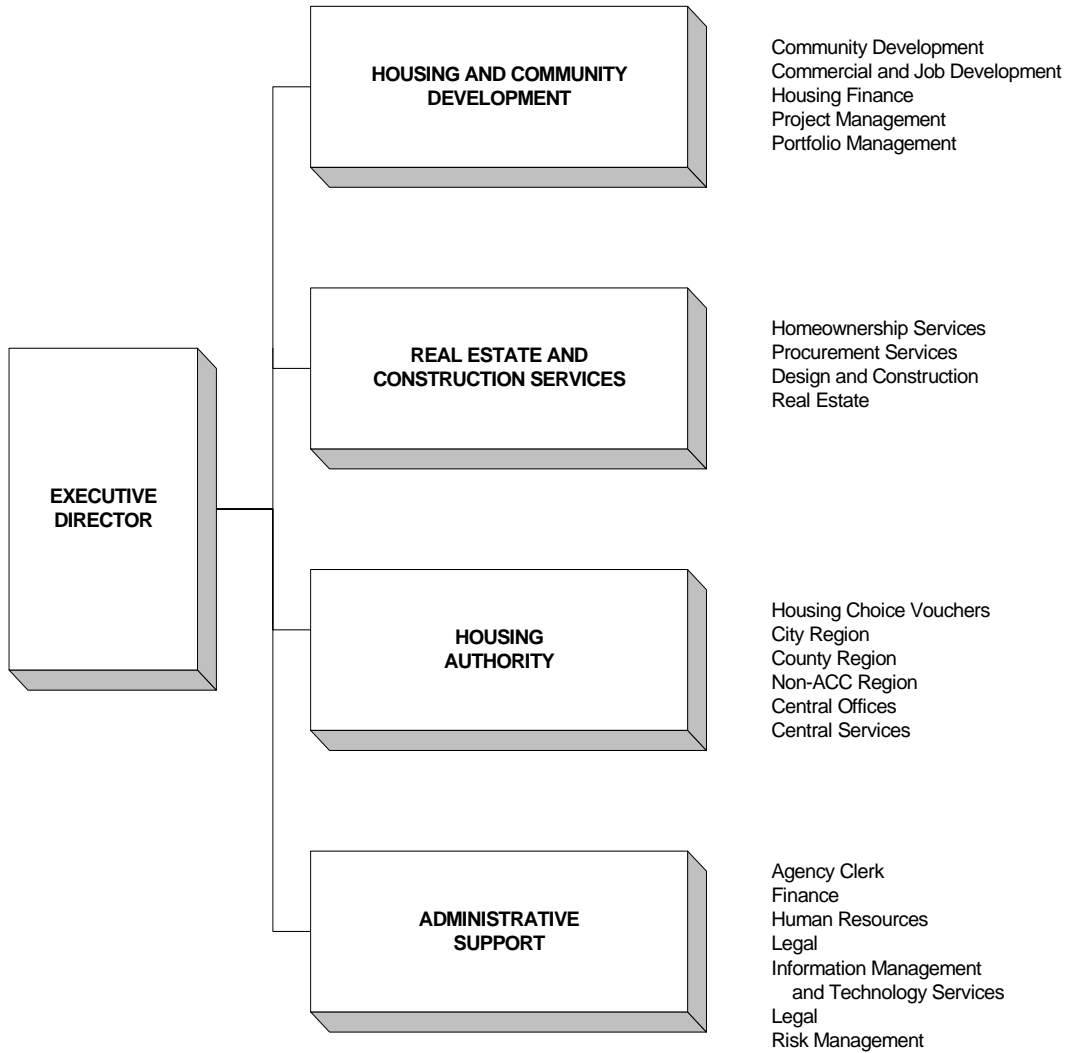 HOUSING AND COMMUNITY
DEVELOPMENT
Community Development
Commercial and Job Development
Housing Finance
Project Management
Portfolio Management
REAL ESTATE AND
CONSTRUCTION SERVICES
Homeownership Services
Procurement Services
Design and Construction
Real Estate
EXECUTIVE
DIRECTOR
HOUSING
AUTHORITY
Housing Choice Vouchers
City Region
County Region
Non-ACC Region
Central Offices
Central Services
ADMINISTRATIVE
SUPPORT
Agency Clerk
Finance
Human Resources
Legal
Information Management
and Technology Services
Legal
Risk Management